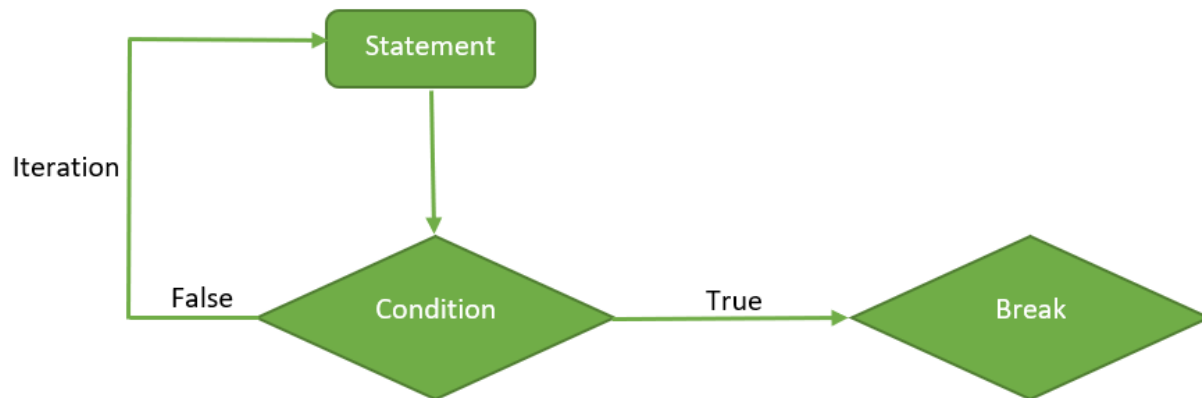 Statement
Iteration
False
Condition
True
Break